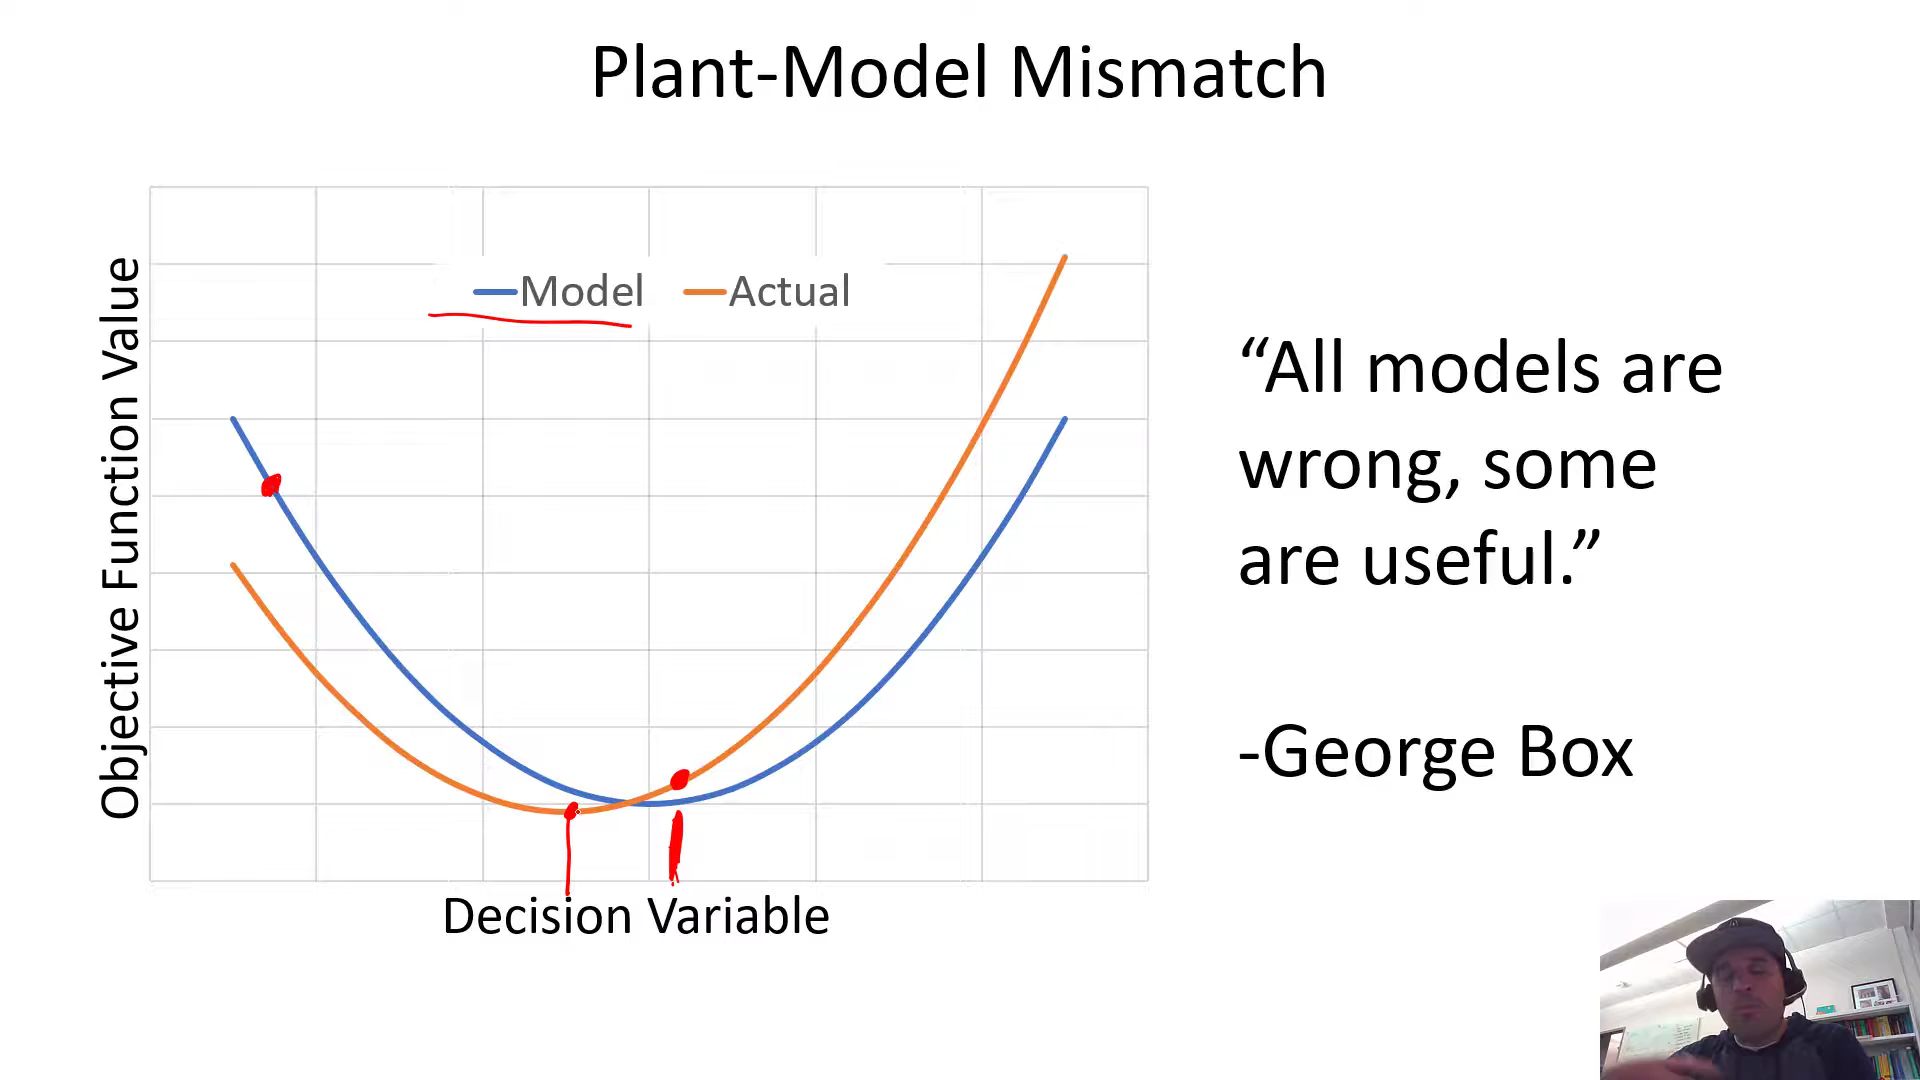 Plant-Model Mismatch
Objective Function Value
Model Actual
Decision Variable
“All models are
wrong, some
are useful.”
-George Box